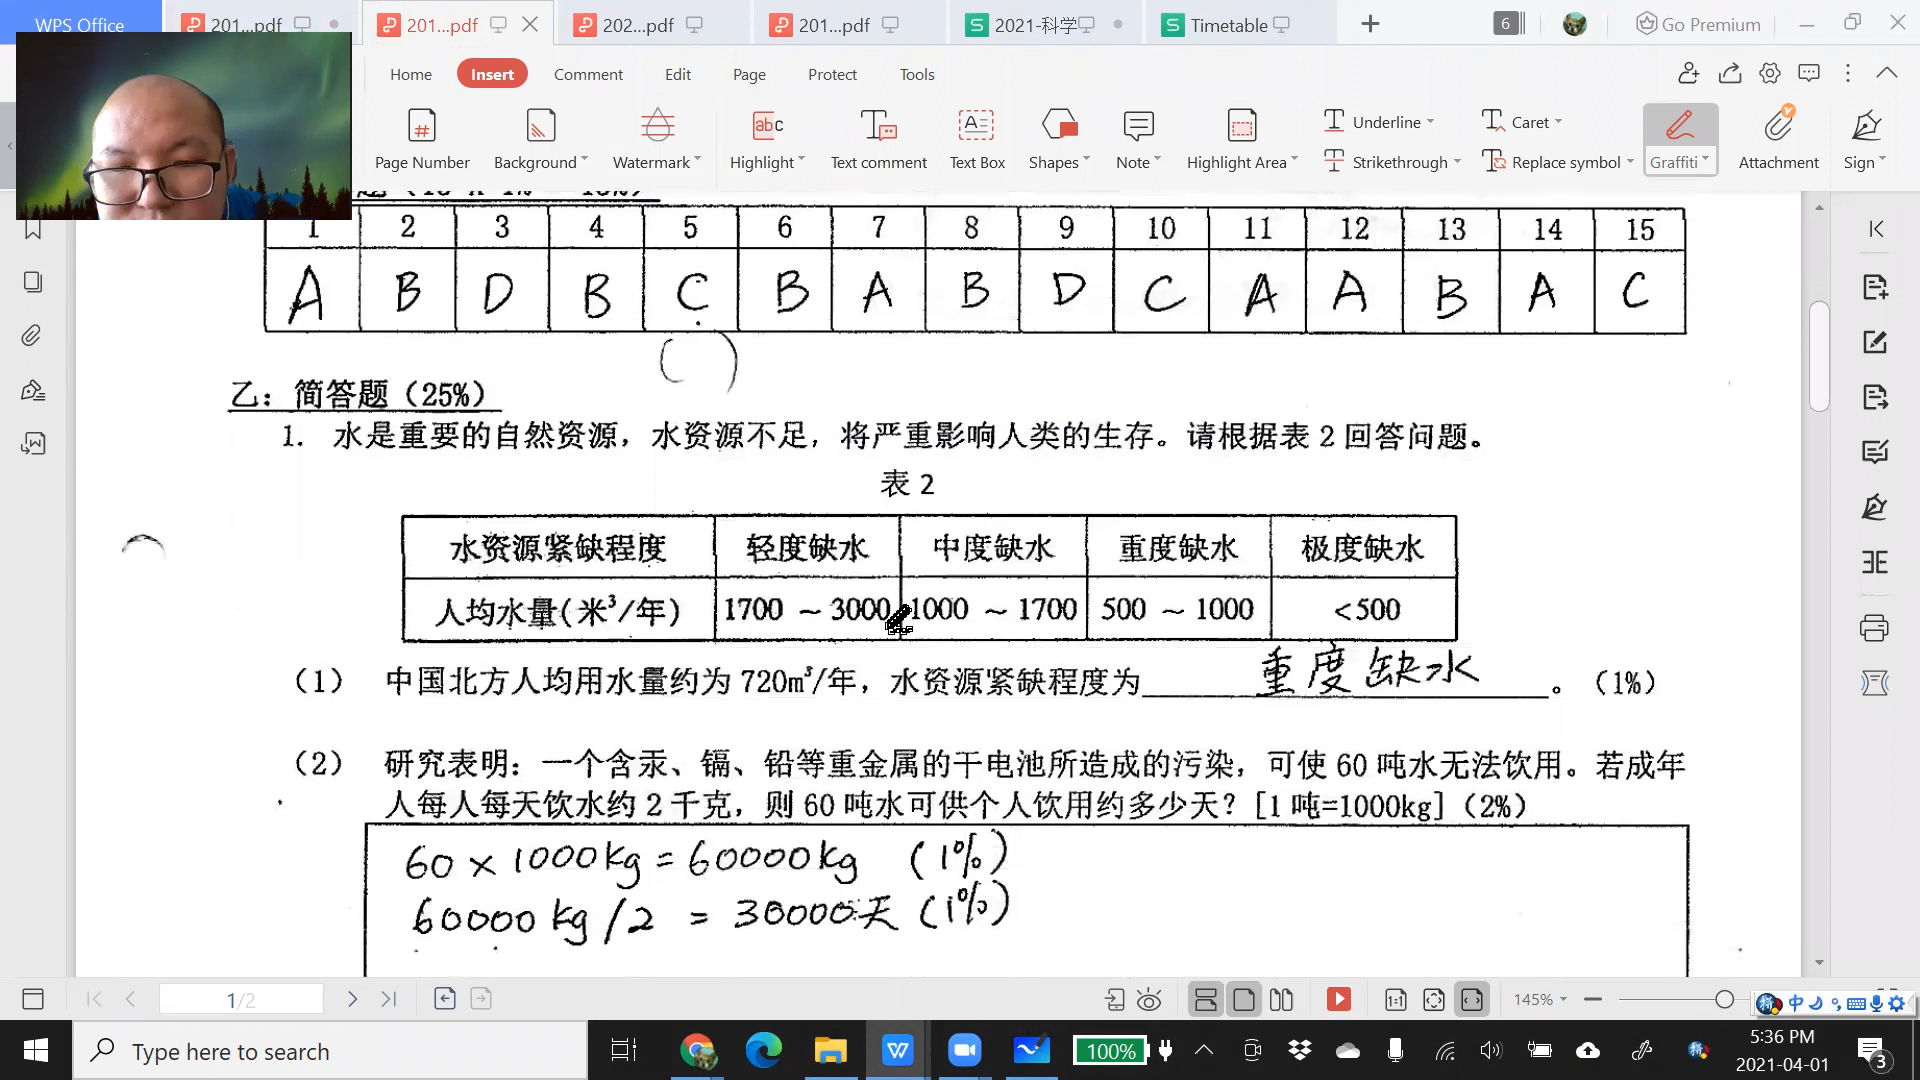 WPS Office
201...pdf
201...pdf
202...pdf
201...pdf
2021-科学
Timetable
6
Go Premium
Home
Insert
Comment
Edit
Page
Protect
Tools
Page Number
Background
Watermark
Highlight
Text comment
Text Box
Shapes
Note
Highlight Area
Underline
Strikethrough
Caret
Replace symbol
Graffiti
Attachment
Sign
1 2 3 4 5 6 7 8 9 10 11 12 13 14 15
A B D B C B A B D C A A B A C
( )
乙：简答题（25%）
1. 水是重要的自然资源，水资源不足，将严重影响人类的生存。请根据表 2 回答问题。
表 2
水资源紧缺程度 轻度缺水 中度缺水 重度缺水 极度缺水
人均水量(米³/年) 1700 ~ 3000 1000 ~ 1700 500 ~ 1000 <500
（1） 中国北方人均用水量约为 720m³/年，水资源紧缺程度为 重度缺水 。（1%）
（2） 研究表明：一个含汞、镉、铅等重金属的干电池所造成的污染，可使 60 吨水无法饮用。若成年
人每人每天饮水约 2 千克，则 60 吨水可供个人饮用约多少天？[1 吨=1000kg]（2%）
60 × 1000kg = 60000kg (1%)
60000 kg / 2 = 30000天 (1%)
1/2
145%
中
Type here to search
100%
5:36 PM
2021-04-01
3